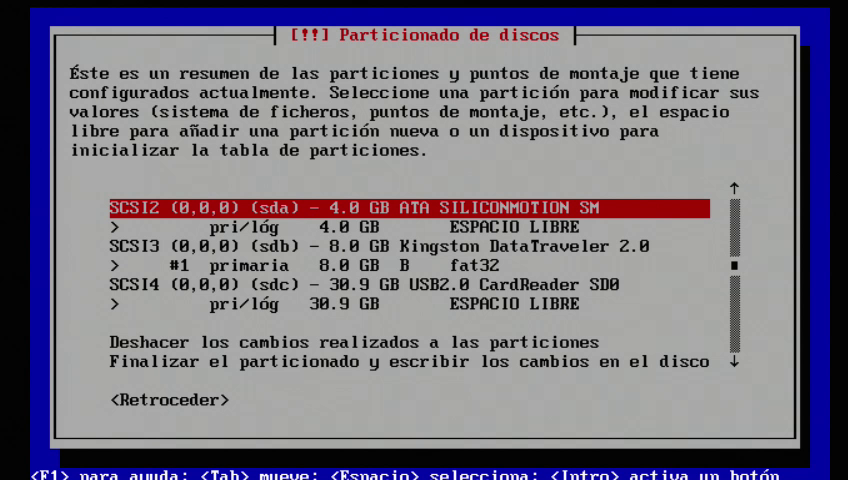 [!!] Particionado de discos
Éste es un resumen de las particiones y puntos de montaje que tiene
configurados actualmente. Seleccione una partición para modificar sus
valores (sistema de ficheros, puntos de montaje, etc.), el espacio
libre para añadir una partición nueva o un dispositivo para
inicializar la tabla de particiones.
SCSI2 (0,0,0) (sda) - 4.0 GB ATA SILICONMOTION SM
> pri/lóg 4.0 GB ESPACIO LIBRE
SCSI3 (0,0,0) (sdb) - 8.0 GB Kingston DataTraveler 2.0
> #1 primaria 8.0 GB B fat32
SCSI4 (0,0,0) (sdc) - 30.9 GB USB2.0 CardReader SD0
> pri/lóg 30.9 GB ESPACIO LIBRE
Deshacer los cambios realizados a las particiones
Finalizar el particionado y escribir los cambios en el disco
<Retroceder>
<F1> para ayuda; <Tab> mueve; <Espacio> selecciona; <Intro> activa un botón